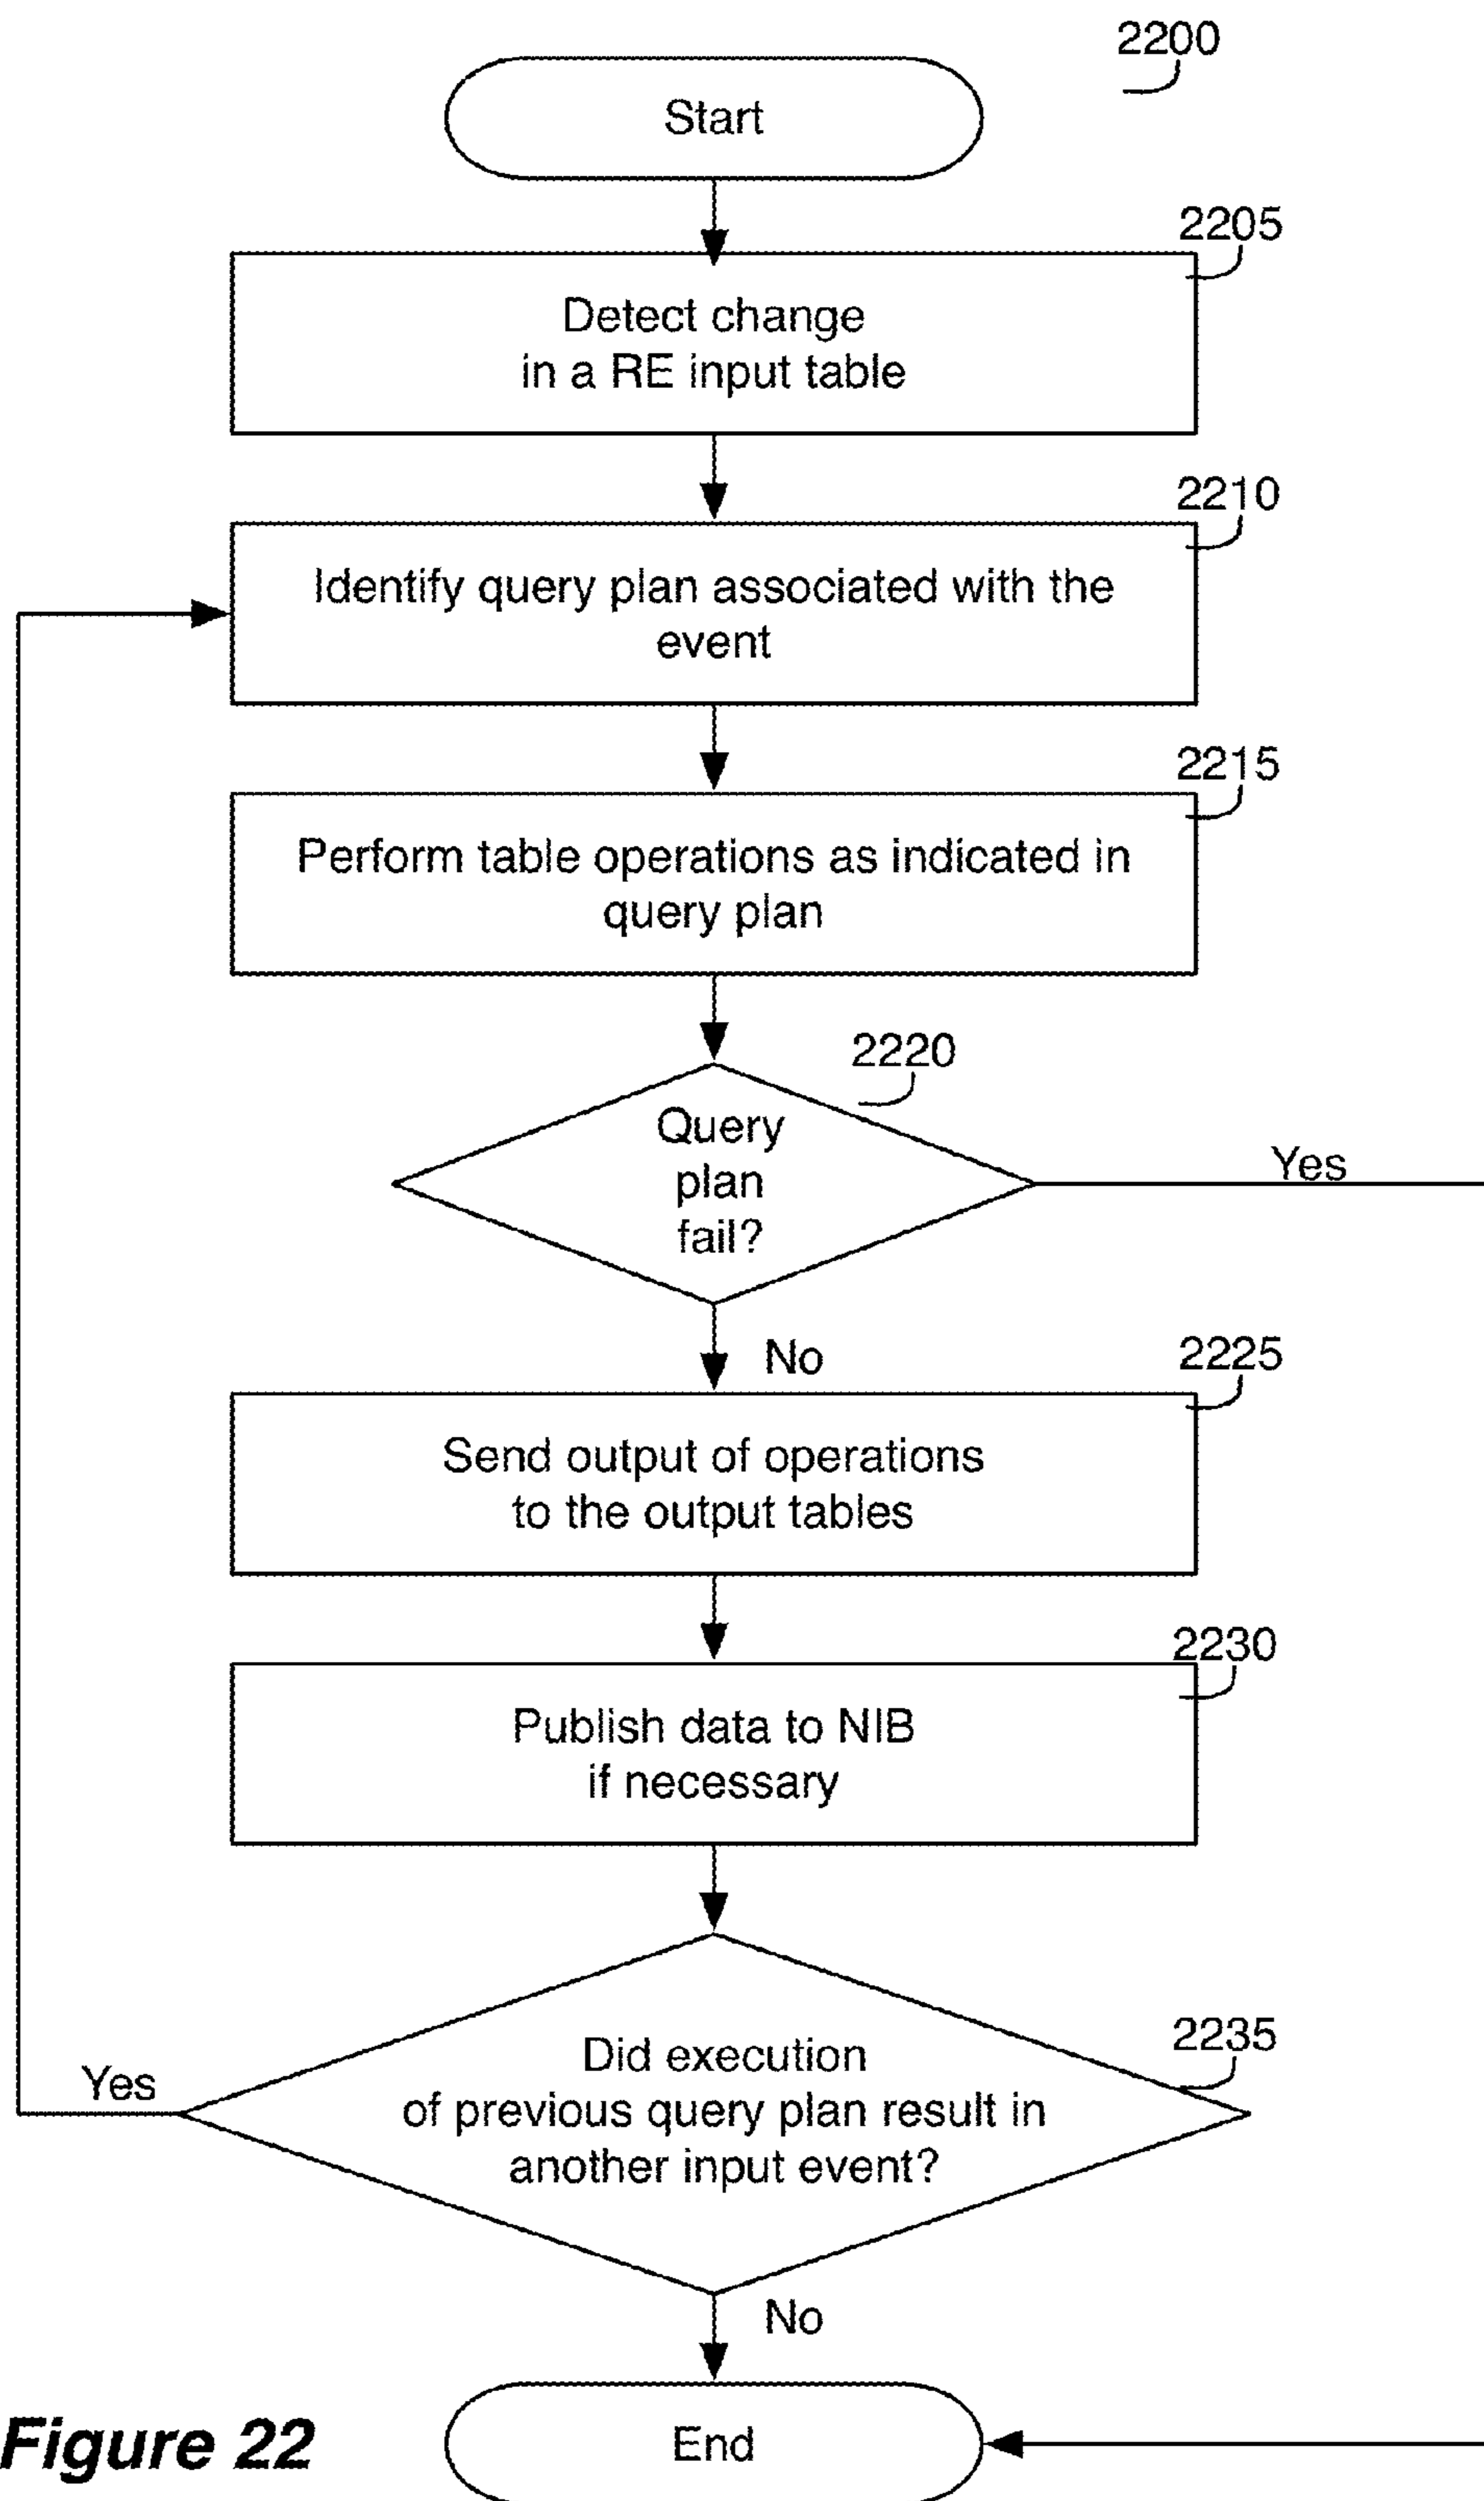 2200
Start
2205
Detect change
in a RE input table
2210
Identify query plan associated with the
event
2215
Perform table operations as indicated in
query plan
2220
Query
plan
fail?
Yes
No
2225
Send output of operations
to the output tables
2230
Publish data to NIB
if necessary
2235
Did execution
of previous query plan result in
another input event?
Yes
No
End
Figure 22